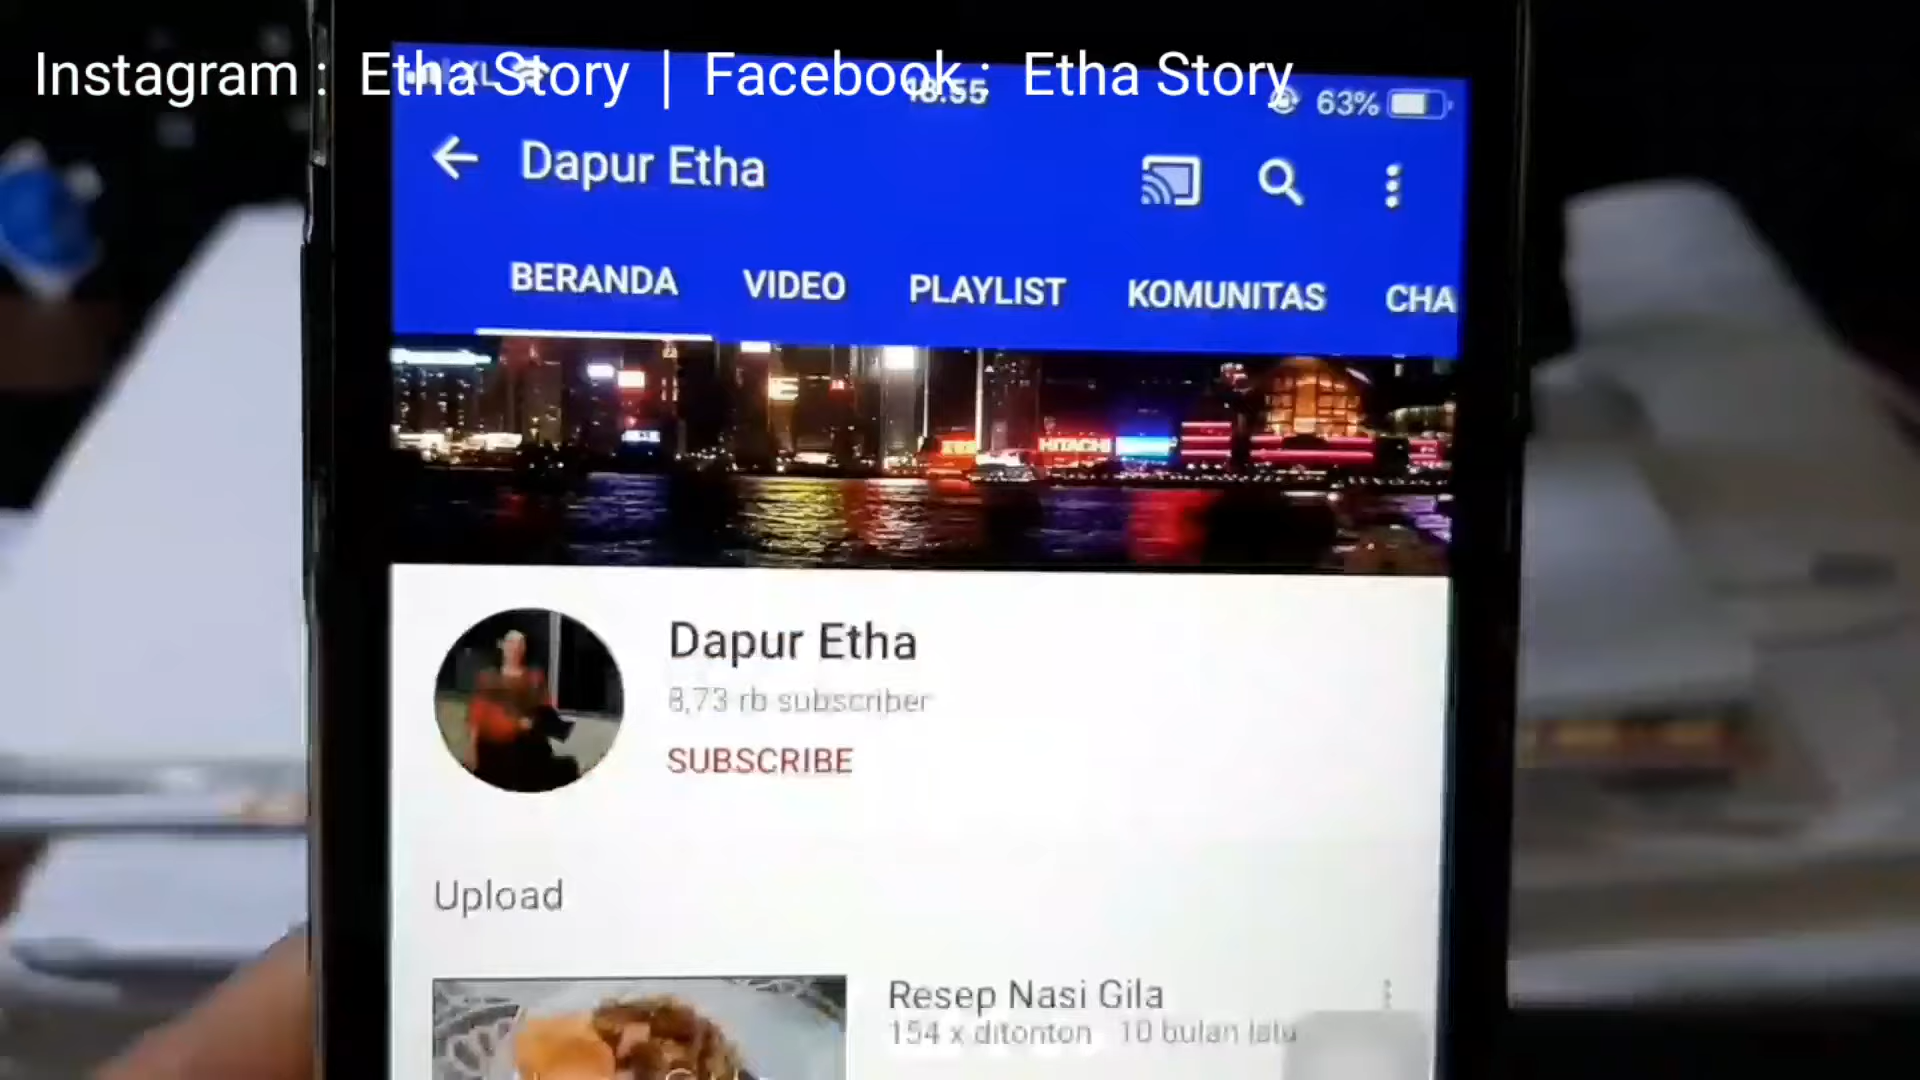 Instagram : Etha Story | Facebook : Etha Story
XL 18.55 63%
Dapur Etha
BERANDA VIDEO PLAYLIST KOMUNITAS CHA
HITACHI
Dapur Etha
8,73 rb subscriber
SUBSCRIBE
Upload
Resep Nasi Gila
154 x ditonton 10 bulan lalu